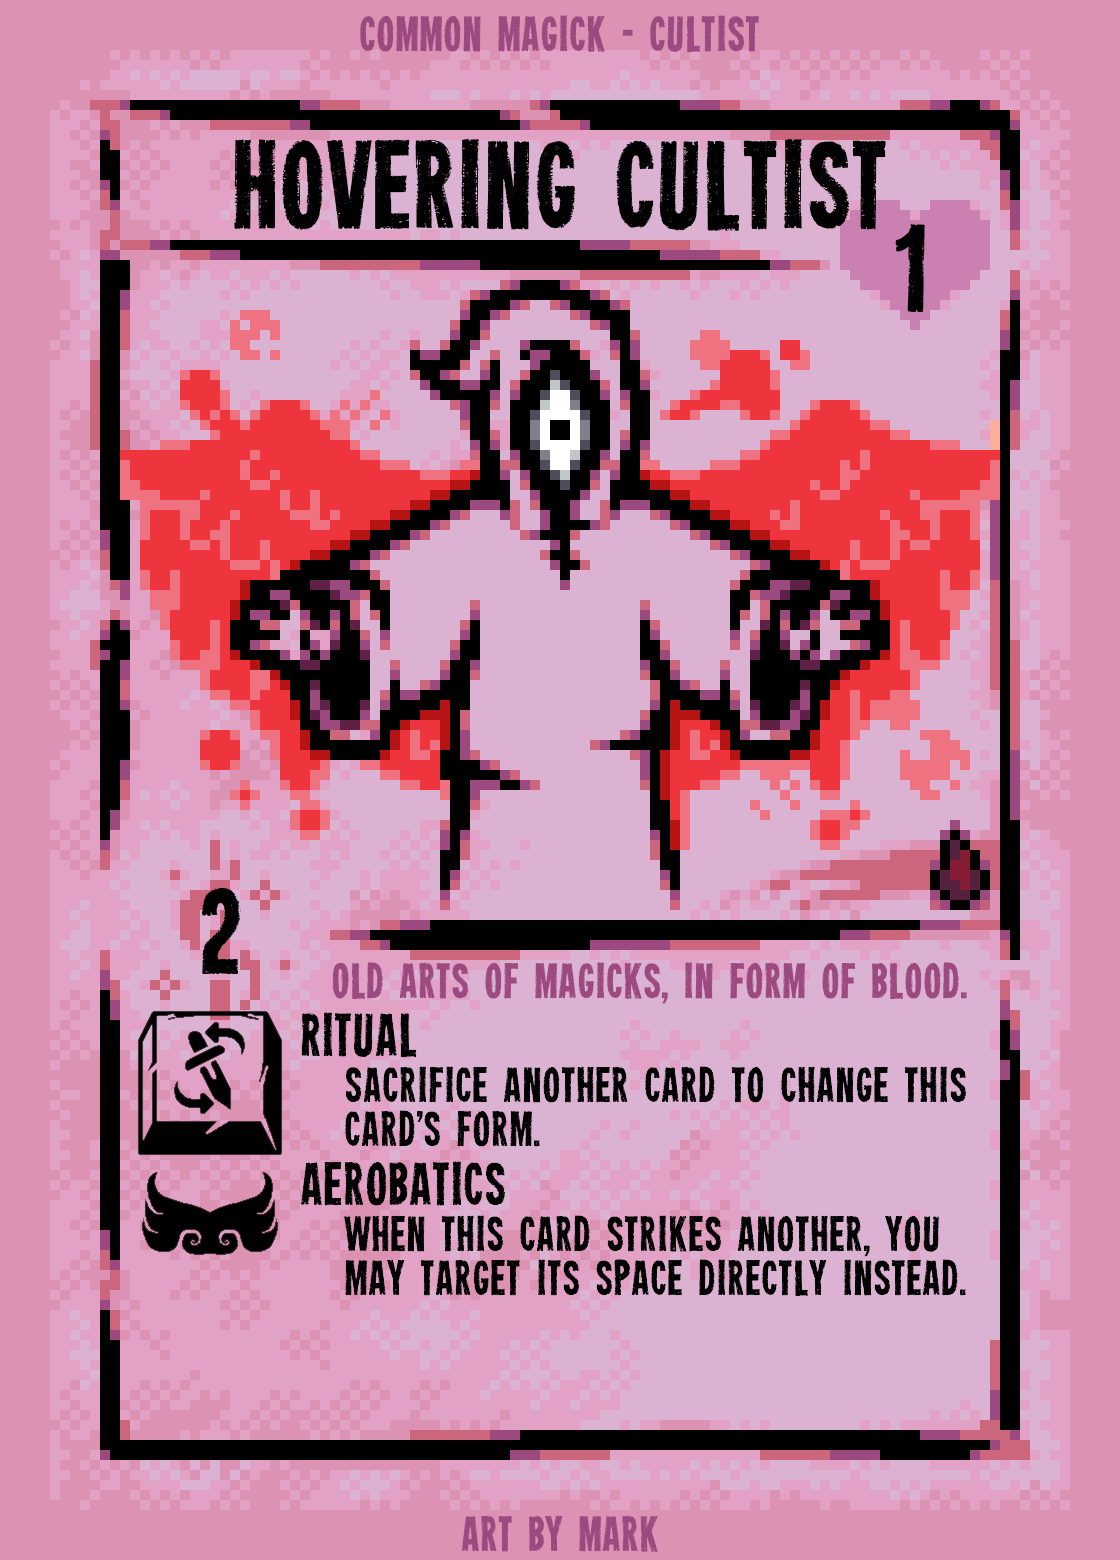 COMMON MAGICK - CULTIST
HOVERING CULTIST
1
2
OLD ARTS OF MAGICKS, IN FORM OF BLOOD.
RITUAL
SACRIFICE ANOTHER CARD TO CHANGE THIS
CARD'S FORM.
AEROBATICS
WHEN THIS CARD STRIKES ANOTHER, YOU
MAY TARGET ITS SPACE DIRECTLY INSTEAD.
ART BY MARK